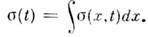 σ(t) = ∫σ(x, t)dx.